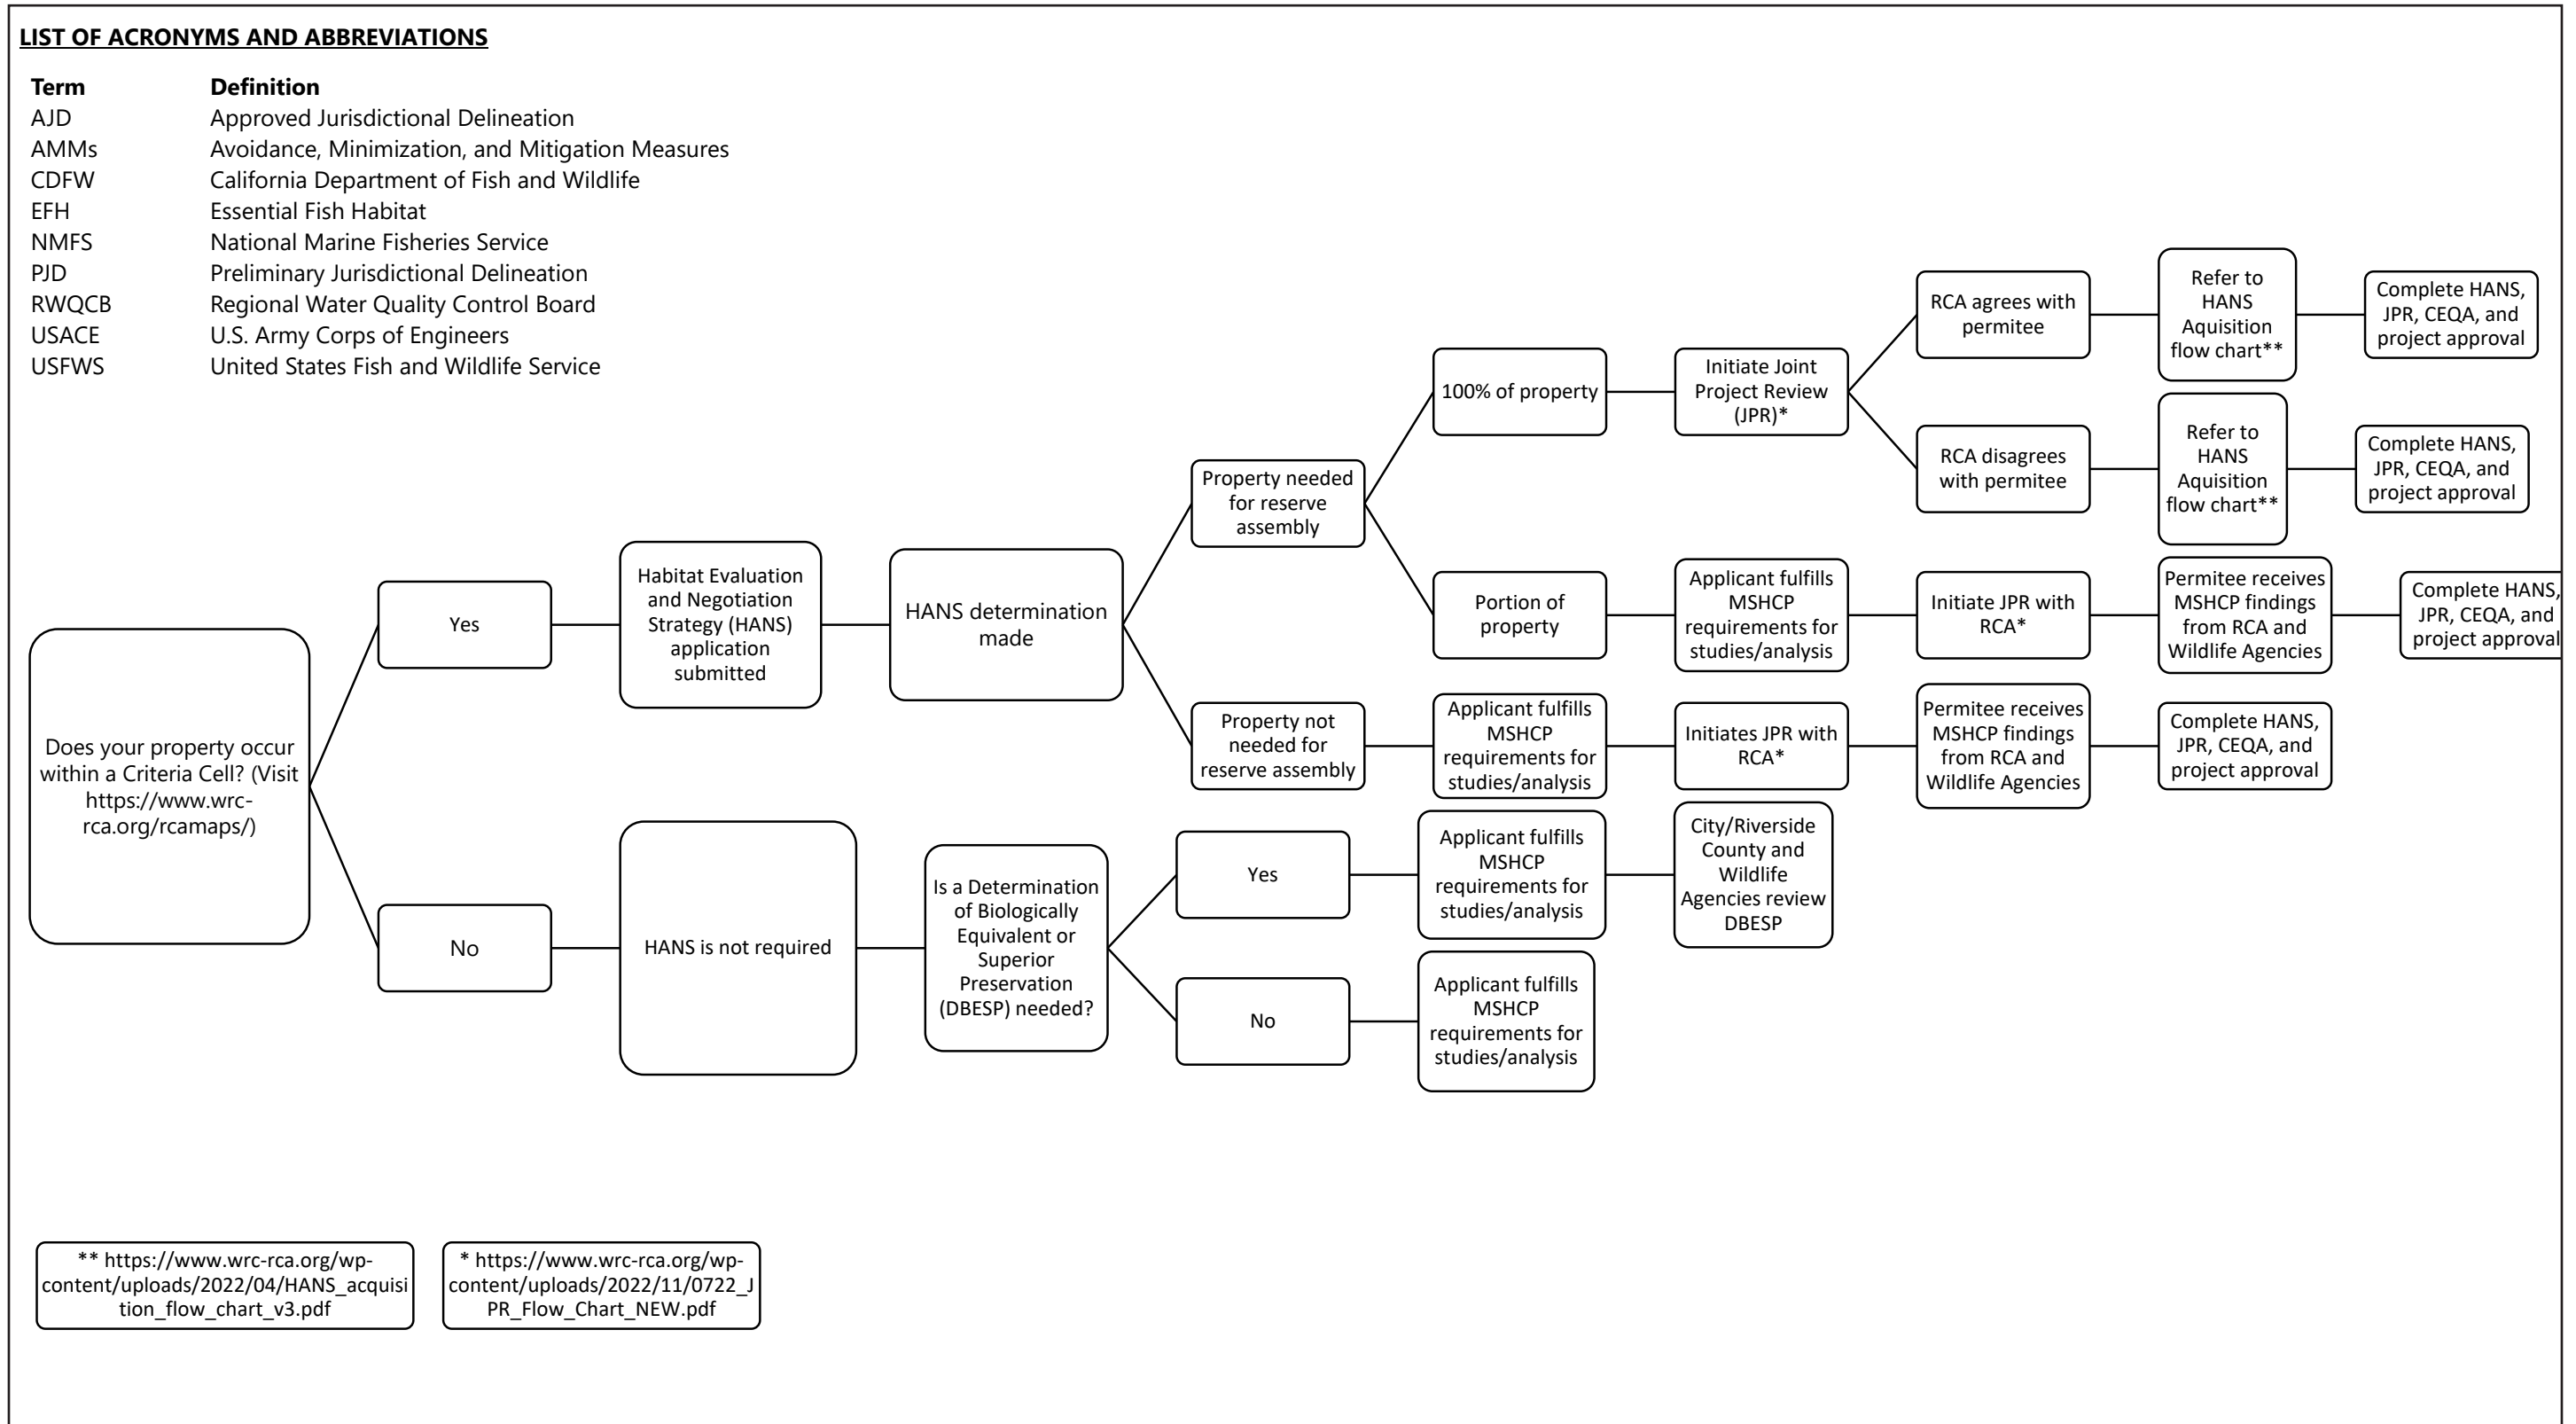 LIST OF ACRONYMS AND ABBREVIATIONS
Term Definition
AJD Approved Jurisdictional Delineation
AMMs Avoidance, Minimization, and Mitigation Measures
CDFW California Department of Fish and Wildlife
EFH Essential Fish Habitat
NMFS National Marine Fisheries Service
PJD Preliminary Jurisdictional Delineation
RWQCB Regional Water Quality Control Board
USACE U.S. Army Corps of Engineers
USFWS United States Fish and Wildlife Service
Does your property occur
within a Criteria Cell? (Visit
https://www.wrc-
rca.org/rcamaps/)
Yes
Habitat Evaluation
and Negotiation
Strategy (HANS)
application
submitted
HANS determination
made
Property needed
for reserve
assembly
100% of property
Initiate Joint
Project Review
(JPR)*
RCA agrees with
permitee
Refer to
HANS
Aquisition
flow chart**
Complete HANS,
JPR, CEQA, and
project approval
RCA disagrees
with permitee
Refer to
HANS
Aquisition
flow chart**
Complete HANS,
JPR, CEQA, and
project approval
Portion of
property
Applicant fulfills
MSHCP
requirements for
studies/analysis
Initiate JPR with
RCA*
Permitee receives
MSHCP findings
from RCA and
Wildlife Agencies
Complete HANS,
JPR, CEQA, and
project approval
Property not
needed for
reserve assembly
Applicant fulfills
MSHCP
requirements for
studies/analysis
Initiates JPR with
RCA*
Permitee receives
MSHCP findings
from RCA and
Wildlife Agencies
Complete HANS,
JPR, CEQA, and
project approval
No
HANS is not required
Is a Determination
of Biologically
Equivalent or
Superior
Preservation
(DBESP) needed?
Yes
Applicant fulfills
MSHCP
requirements for
studies/analysis
City/Riverside
County and
Wildlife
Agencies review
DBESP
No
Applicant fulfills
MSHCP
requirements for
studies/analysis
** https://www.wrc-rca.org/wp-
content/uploads/2022/04/HANS_acquisi
tion_flow_chart_v3.pdf
* https://www.wrc-rca.org/wp-
content/uploads/2022/11/0722_J
PR_Flow_Chart_NEW.pdf